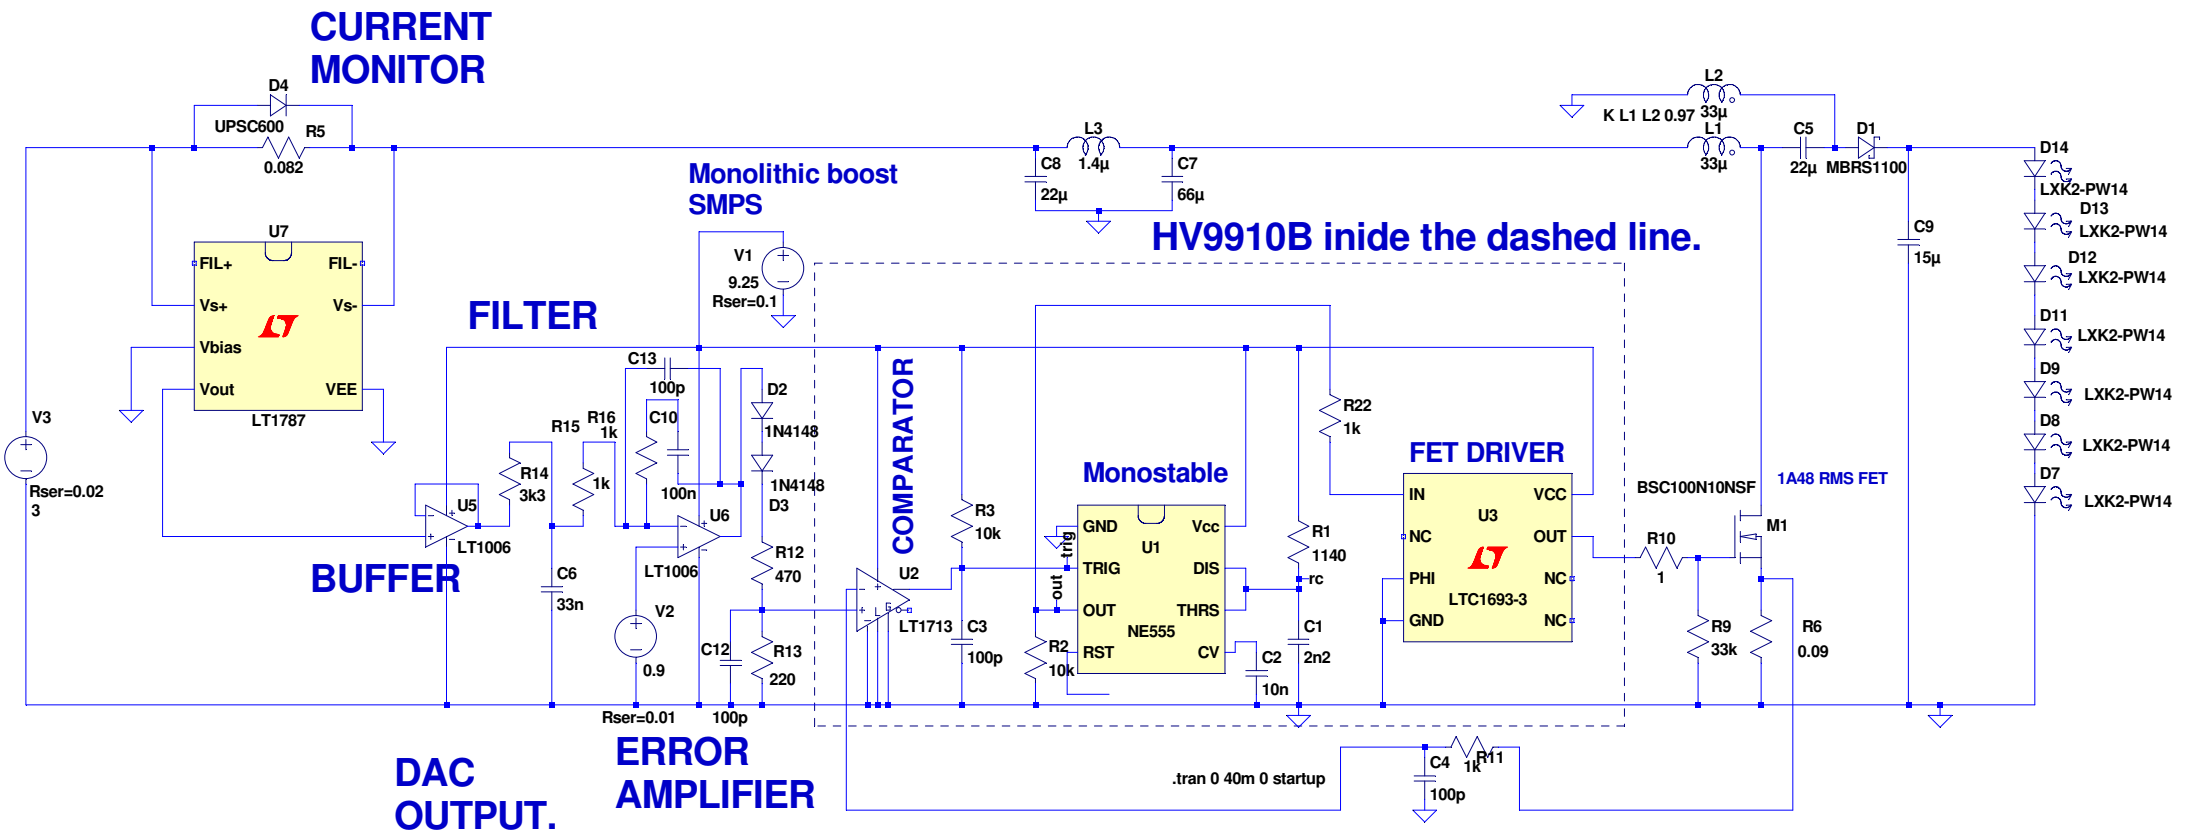 CURRENT
MONITOR
D4
UPSC600
R5
0.082
U7
FIL+
FIL-
Vs+
Vs-
Vbias
Vout
VEE
LT1787
V3
Rser=0.02
3
FILTER
BUFFER
U5
LT1006
R14
3k3
C6
33n
R15
1k
R16
1k
C13
100p
C10
100n
U6
LT1006
V2
0.9
Rser=0.01
DAC
OUTPUT.
ERROR
AMPLIFIER
Monolithic boost
SMPS
V1
9.25
Rser=0.1
D2
1N4148
1N4148
D3
R12
470
R13
220
C12
100p
COMPARATOR
U2
L
G
LT1713
R3
10k
C3
100p
C8
22µ
L3
1.4µ
C7
66µ
HV9910B inide the dashed line.
Monostable
GND
Vcc
U1
TRIG
DIS
OUT
THRS
NE555
RST
CV
trig
out
R2
10k
C2
10n
R1
1140
rc
C1
2n2
R22
1k
FET DRIVER
IN
VCC
U3
NC
OUT
PHI
NC
LTC1693-3
GND
NC
.tran 0 40m 0 startup
C4
100p
R11
1k
L2
33µ
K L1 L2 0.97
L1
33µ
C5
22µ
D1
MBRS1100
BSC100N10NSF
1A48 RMS FET
M1
R10
1
R9
33k
R6
0.09
C9
15µ
D14
LXK2-PW14
D13
LXK2-PW14
D12
LXK2-PW14
D11
LXK2-PW14
D9
LXK2-PW14
D8
LXK2-PW14
D7
LXK2-PW14